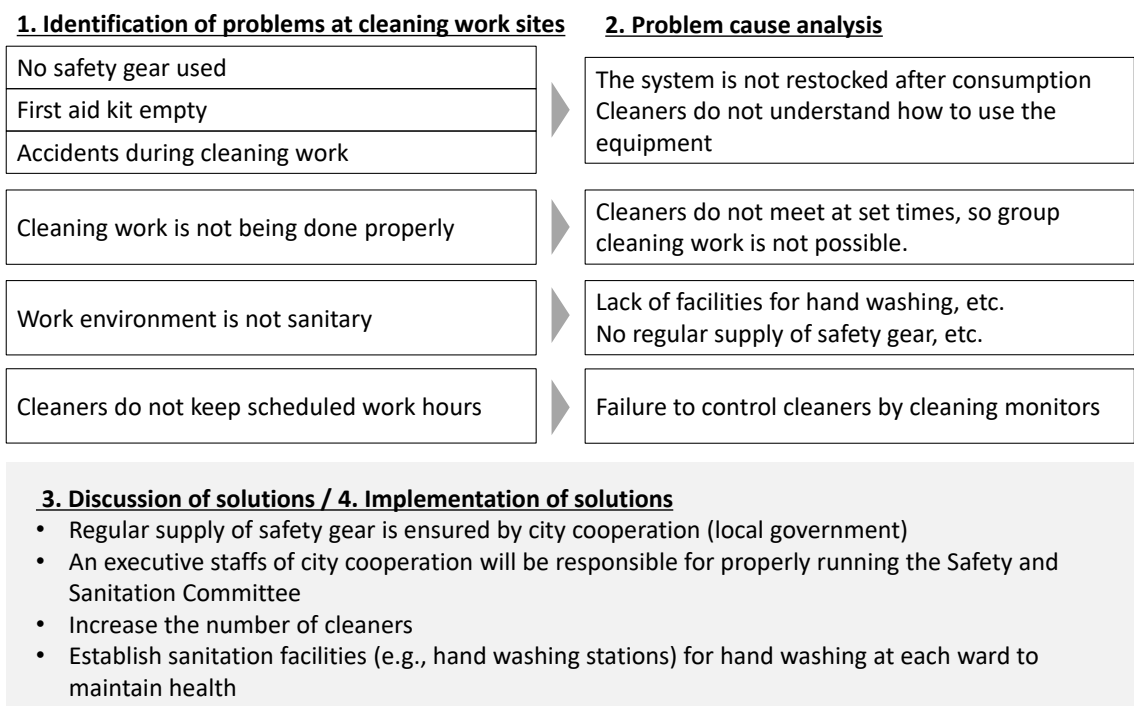 1. Identification of problems at cleaning work sites
2. Problem cause analysis
No safety gear used
First aid kit empty
Accidents during cleaning work
The system is not restocked after consumption
Cleaners do not understand how to use the
equipment
Cleaning work is not being done properly
Cleaners do not meet at set times, so group
cleaning work is not possible.
Work environment is not sanitary
Lack of facilities for hand washing, etc.
No regular supply of safety gear, etc.
Cleaners do not keep scheduled work hours
Failure to control cleaners by cleaning monitors
3. Discussion of solutions / 4. Implementation of solutions
• Regular supply of safety gear is ensured by city cooperation (local government)
• An executive staffs of city cooperation will be responsible for properly running the Safety and
Sanitation Committee
• Increase the number of cleaners
• Establish sanitation facilities (e.g., hand washing stations) for hand washing at each ward to
maintain health